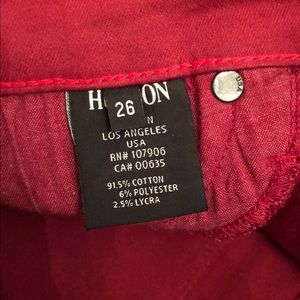 H ON
26
N
LOS ANGELES
USA
RN# 107906
CA# 00635
91.5% COTTON
6% POLYESTER
2.5% LYCRA